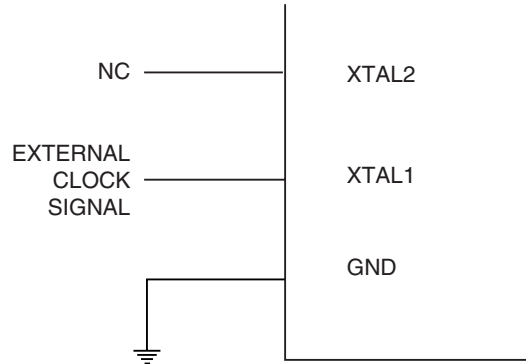 NC
XTAL2
EXTERNAL
CLOCK
SIGNAL
XTAL1
GND